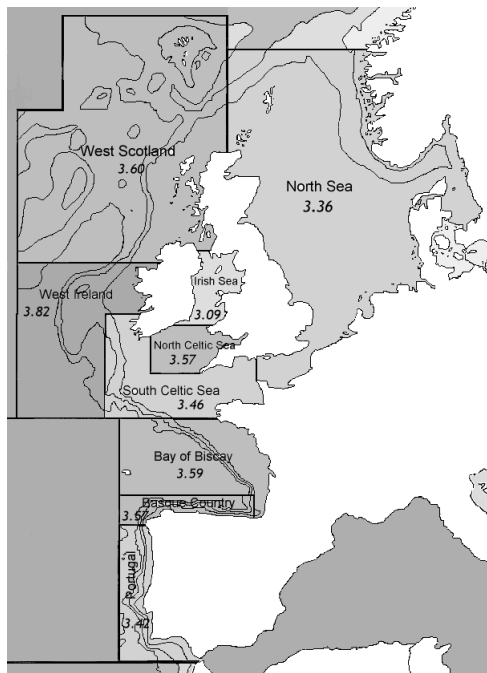 West Scotland
3.60
North Sea
3.36
Irish Sea
3.09
West Ireland
3.82
North Celtic Sea
3.57
South Celtic Sea
3.46
Bay of Biscay
3.59
Basque Country
3.57
Portugal
3.42